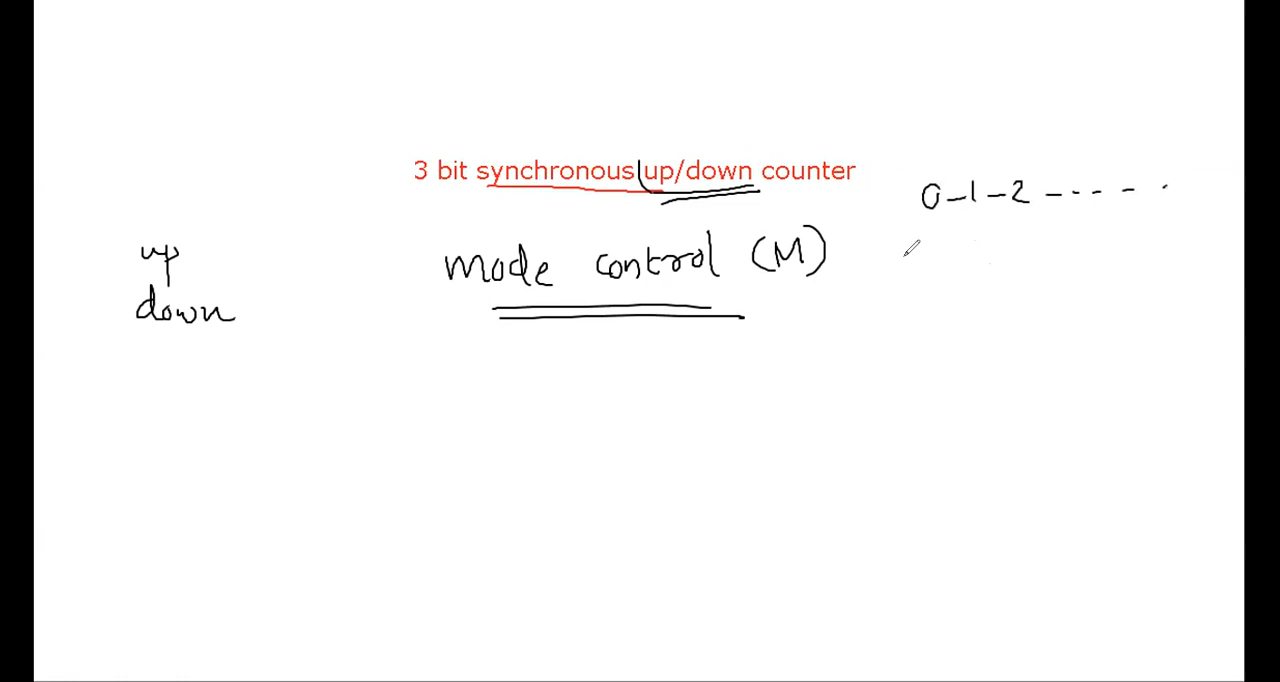 3 bit synchronous up/down counter
0-1-2 ----- .
up
mode control (M)
down